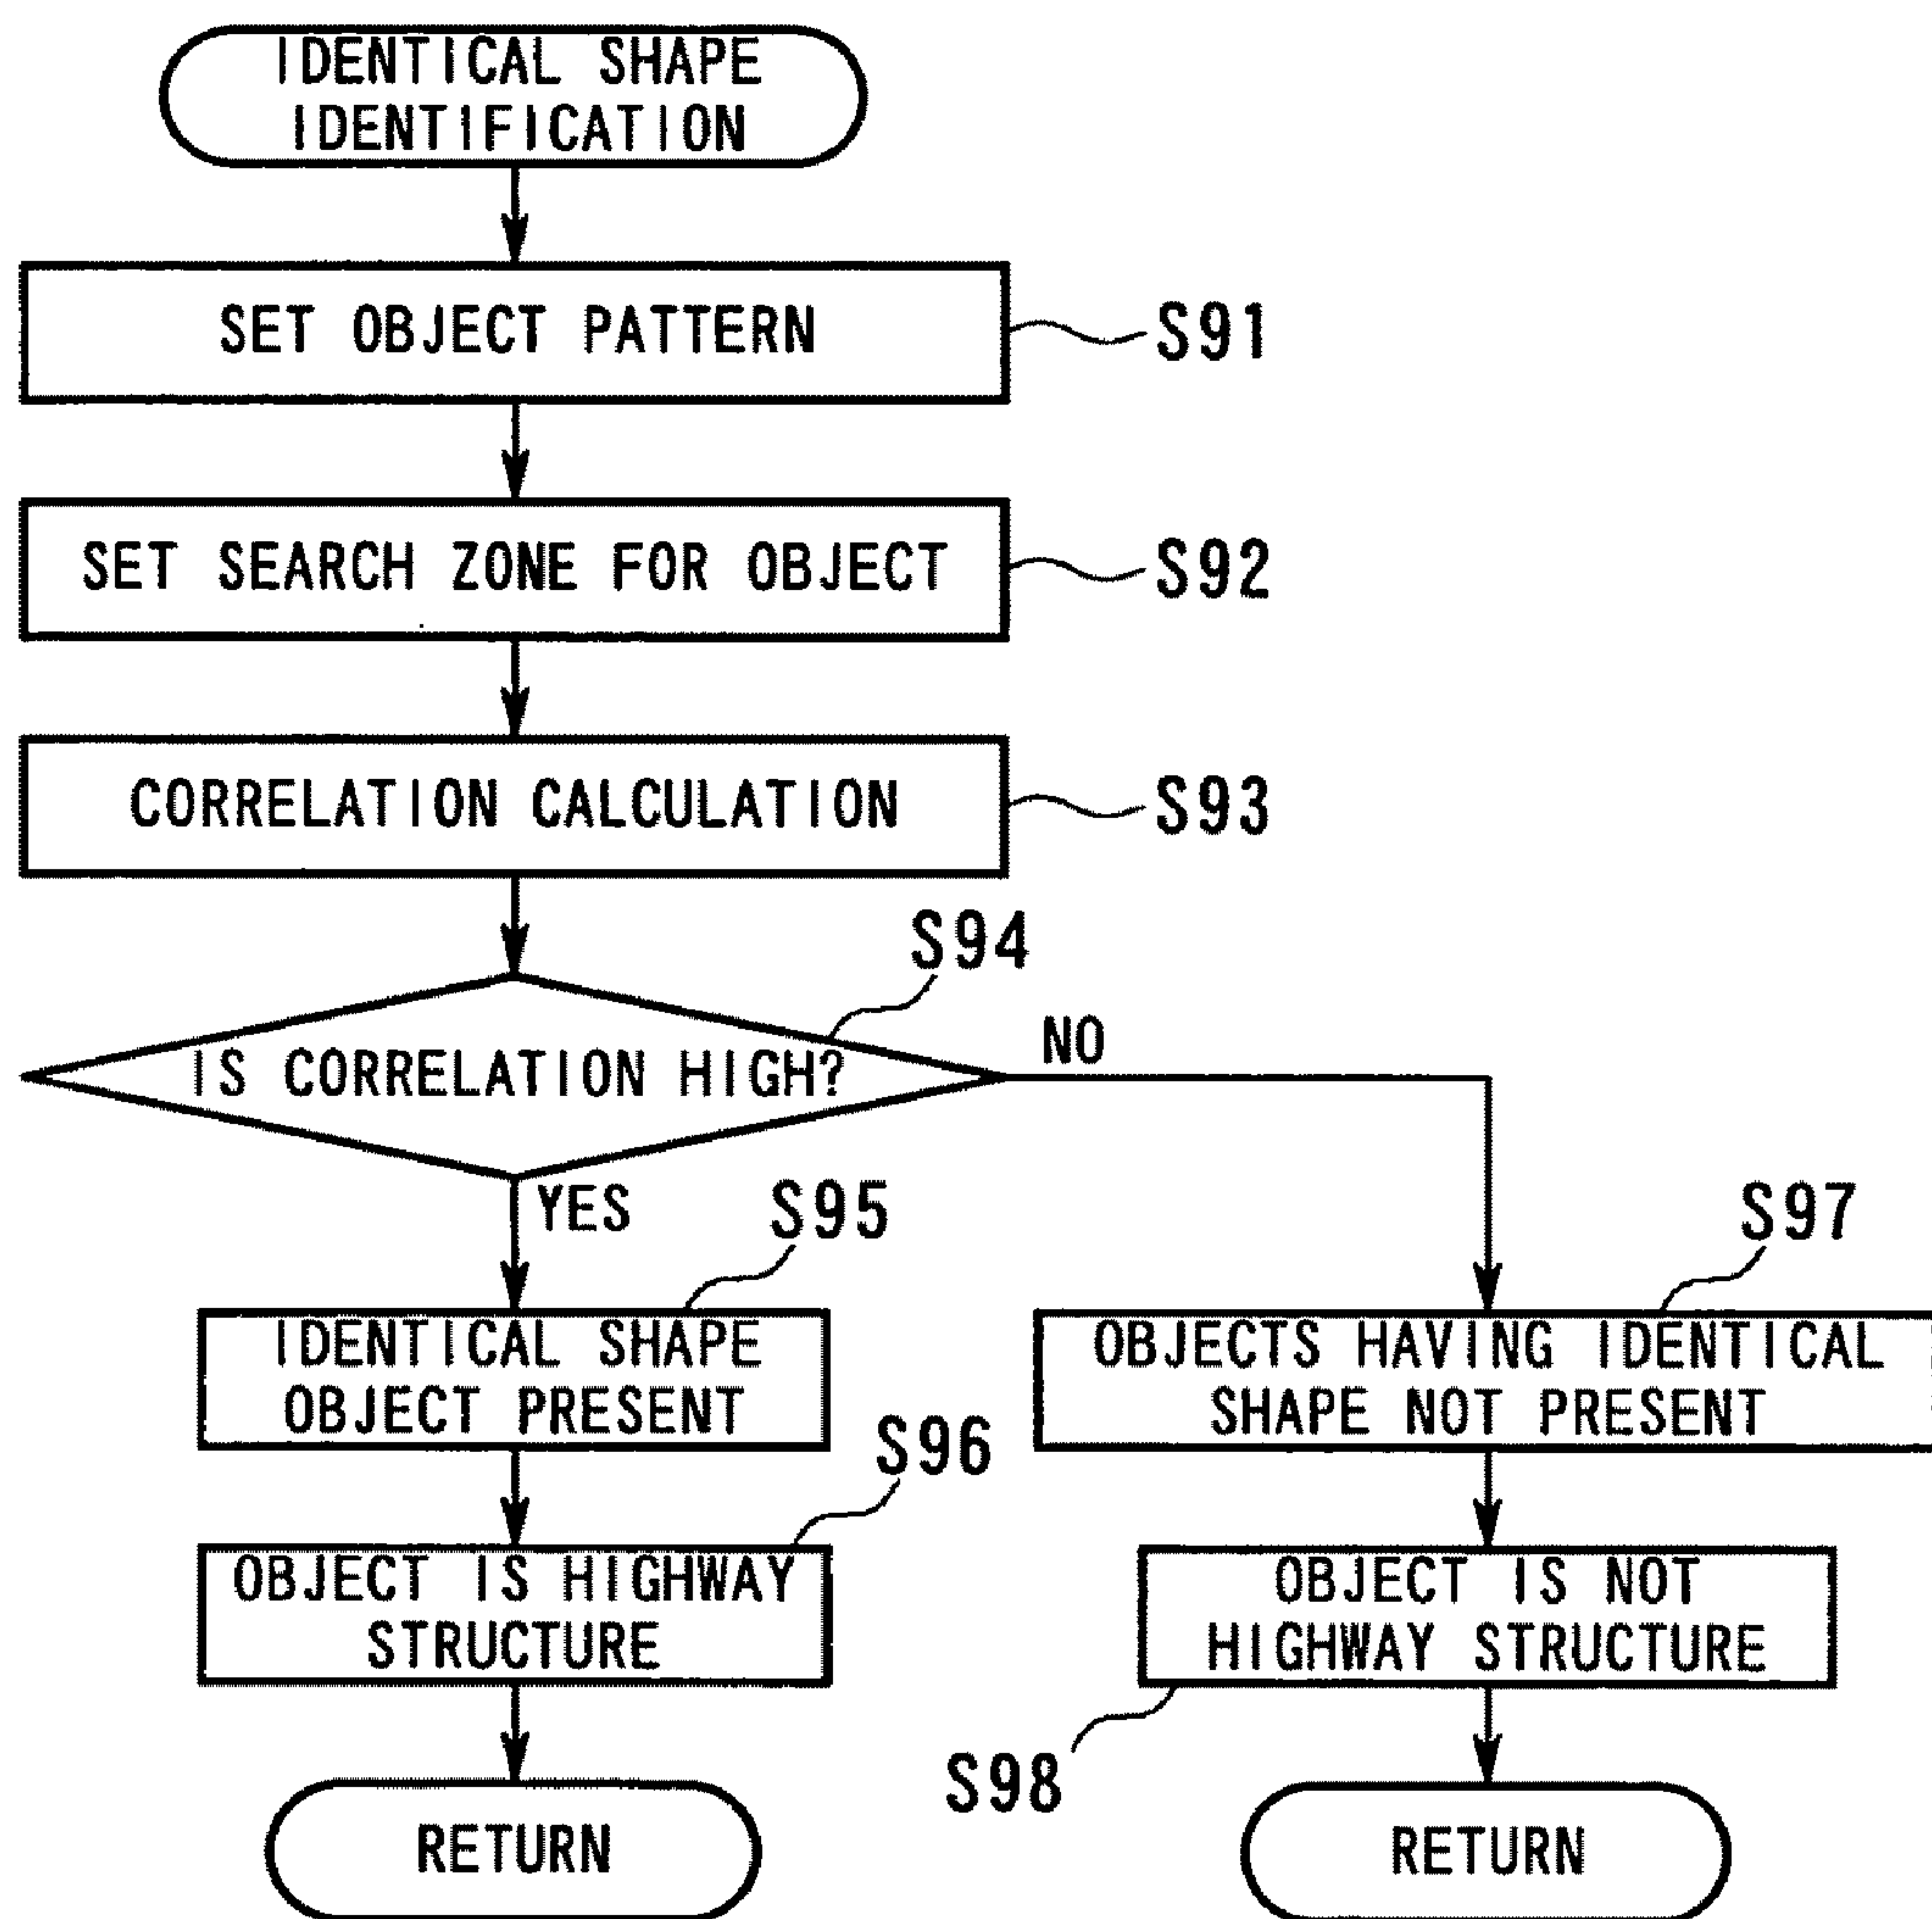 IDENTICAL SHAPE
IDENTIFICATION
SET OBJECT PATTERN
S91
SET SEARCH ZONE FOR OBJECT
S92
CORRELATION CALCULATION
S93
S94
IS CORRELATION HIGH?
NO
YES
S95
S97
IDENTICAL SHAPE
OBJECT PRESENT
OBJECTS HAVING IDENTICAL
SHAPE NOT PRESENT
S96
OBJECT IS HIGHWAY
STRUCTURE
OBJECT IS NOT
HIGHWAY STRUCTURE
S98
RETURN
RETURN